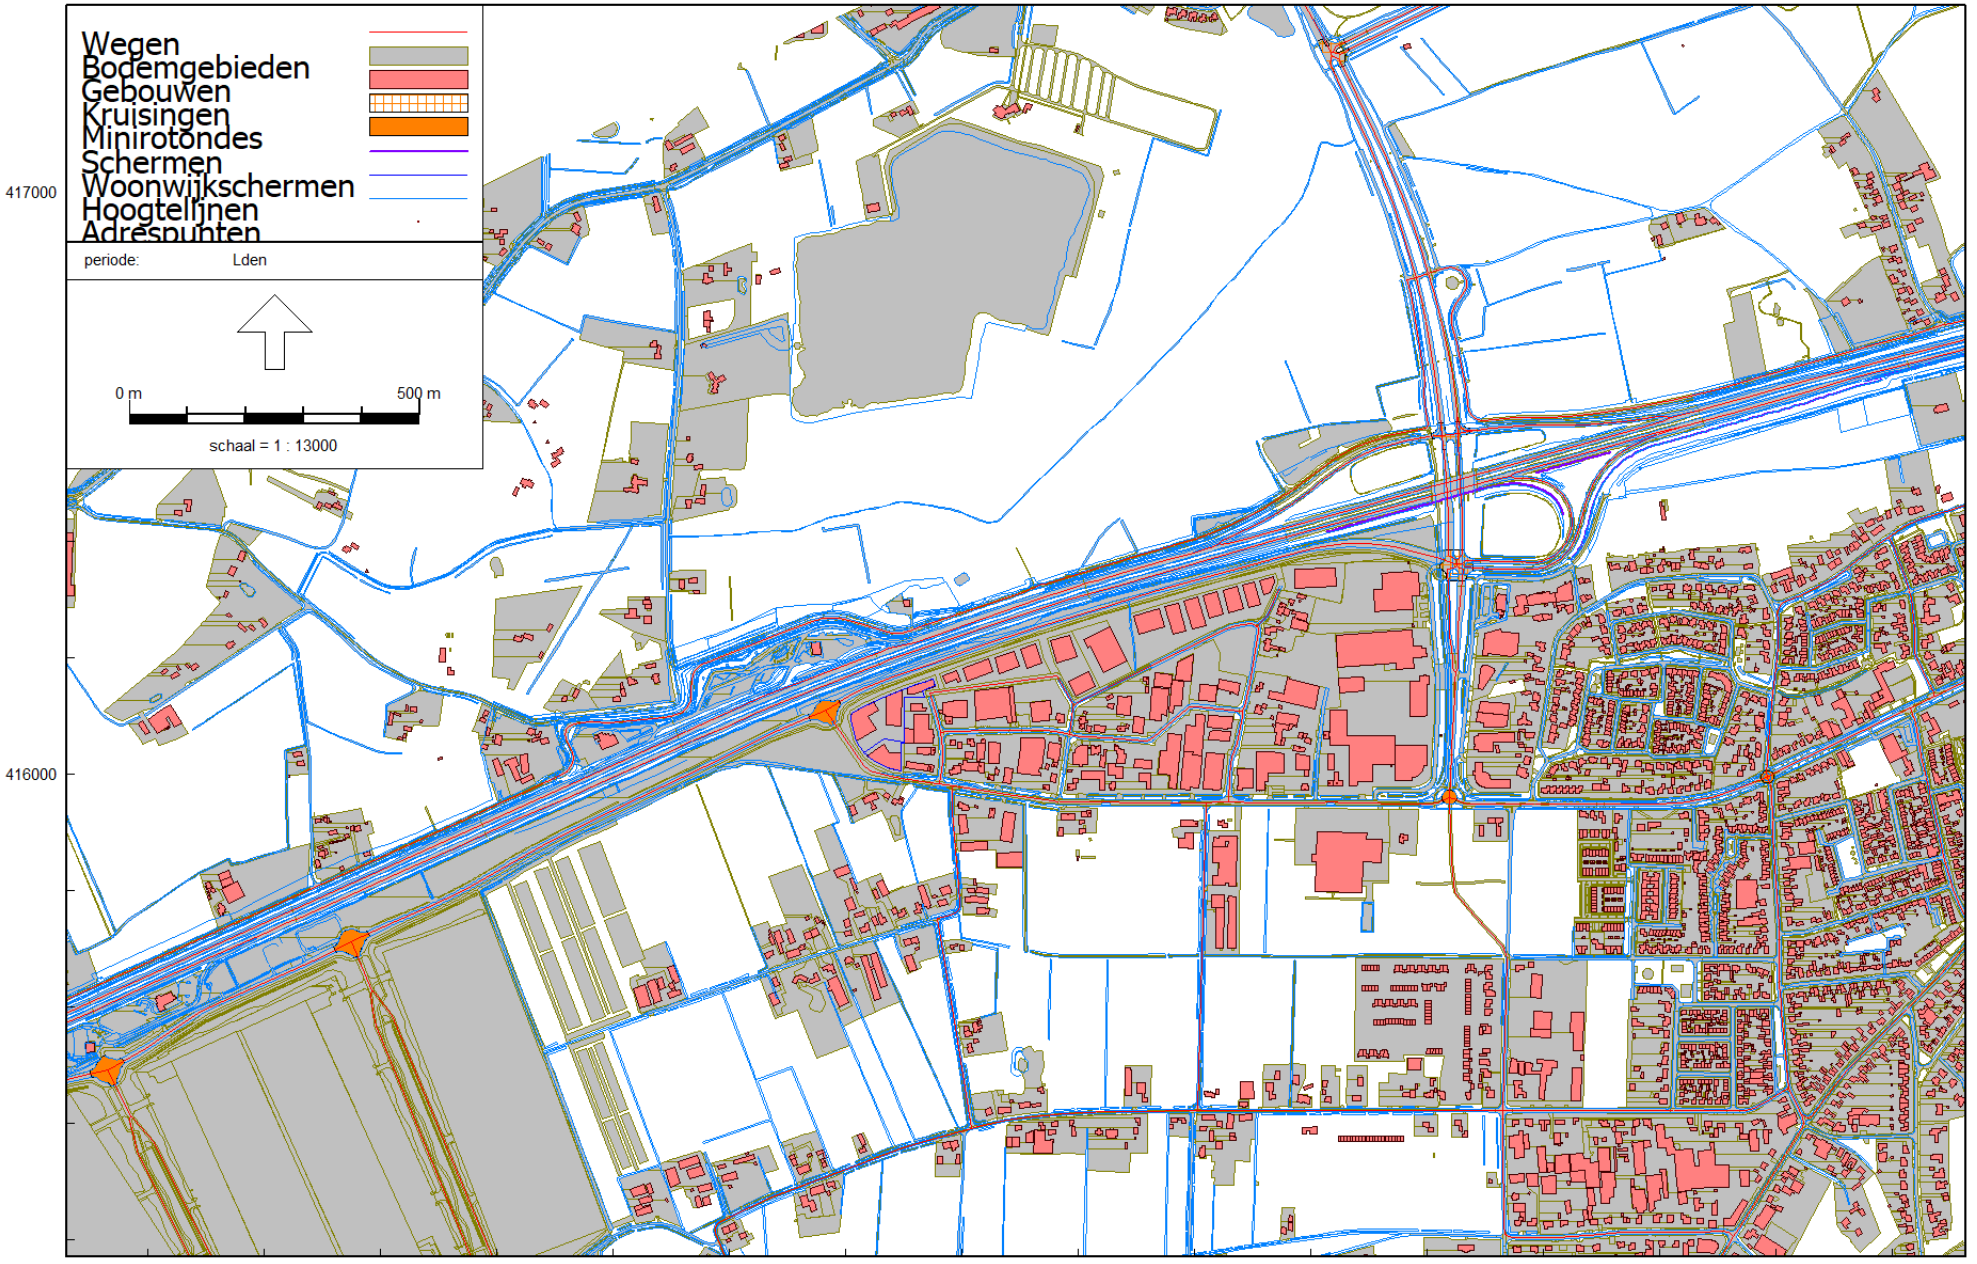 Wegen
Bodemgebieden
Gebouwen
Kruisingen
Minirotondes
Schermen
Woonwijkschermen
Hoogtelijnen
Adrespunten
periode: Lden
0 m 500 m
schaal = 1 : 13000
417000
416000